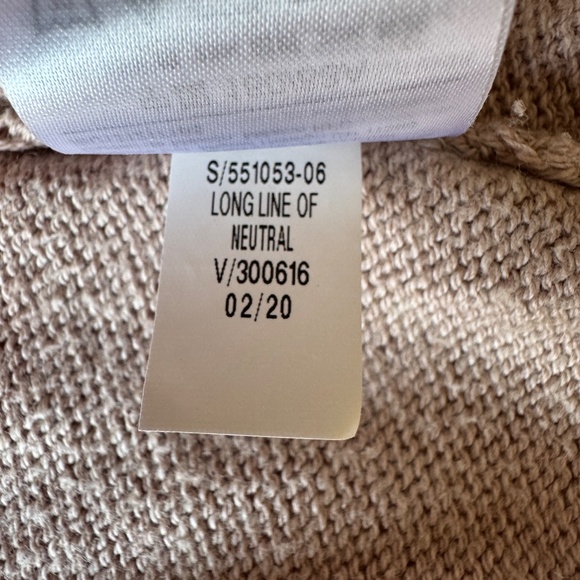 S/551053-06
LONG LINE OF
NEUTRAL
V/300616
02/20